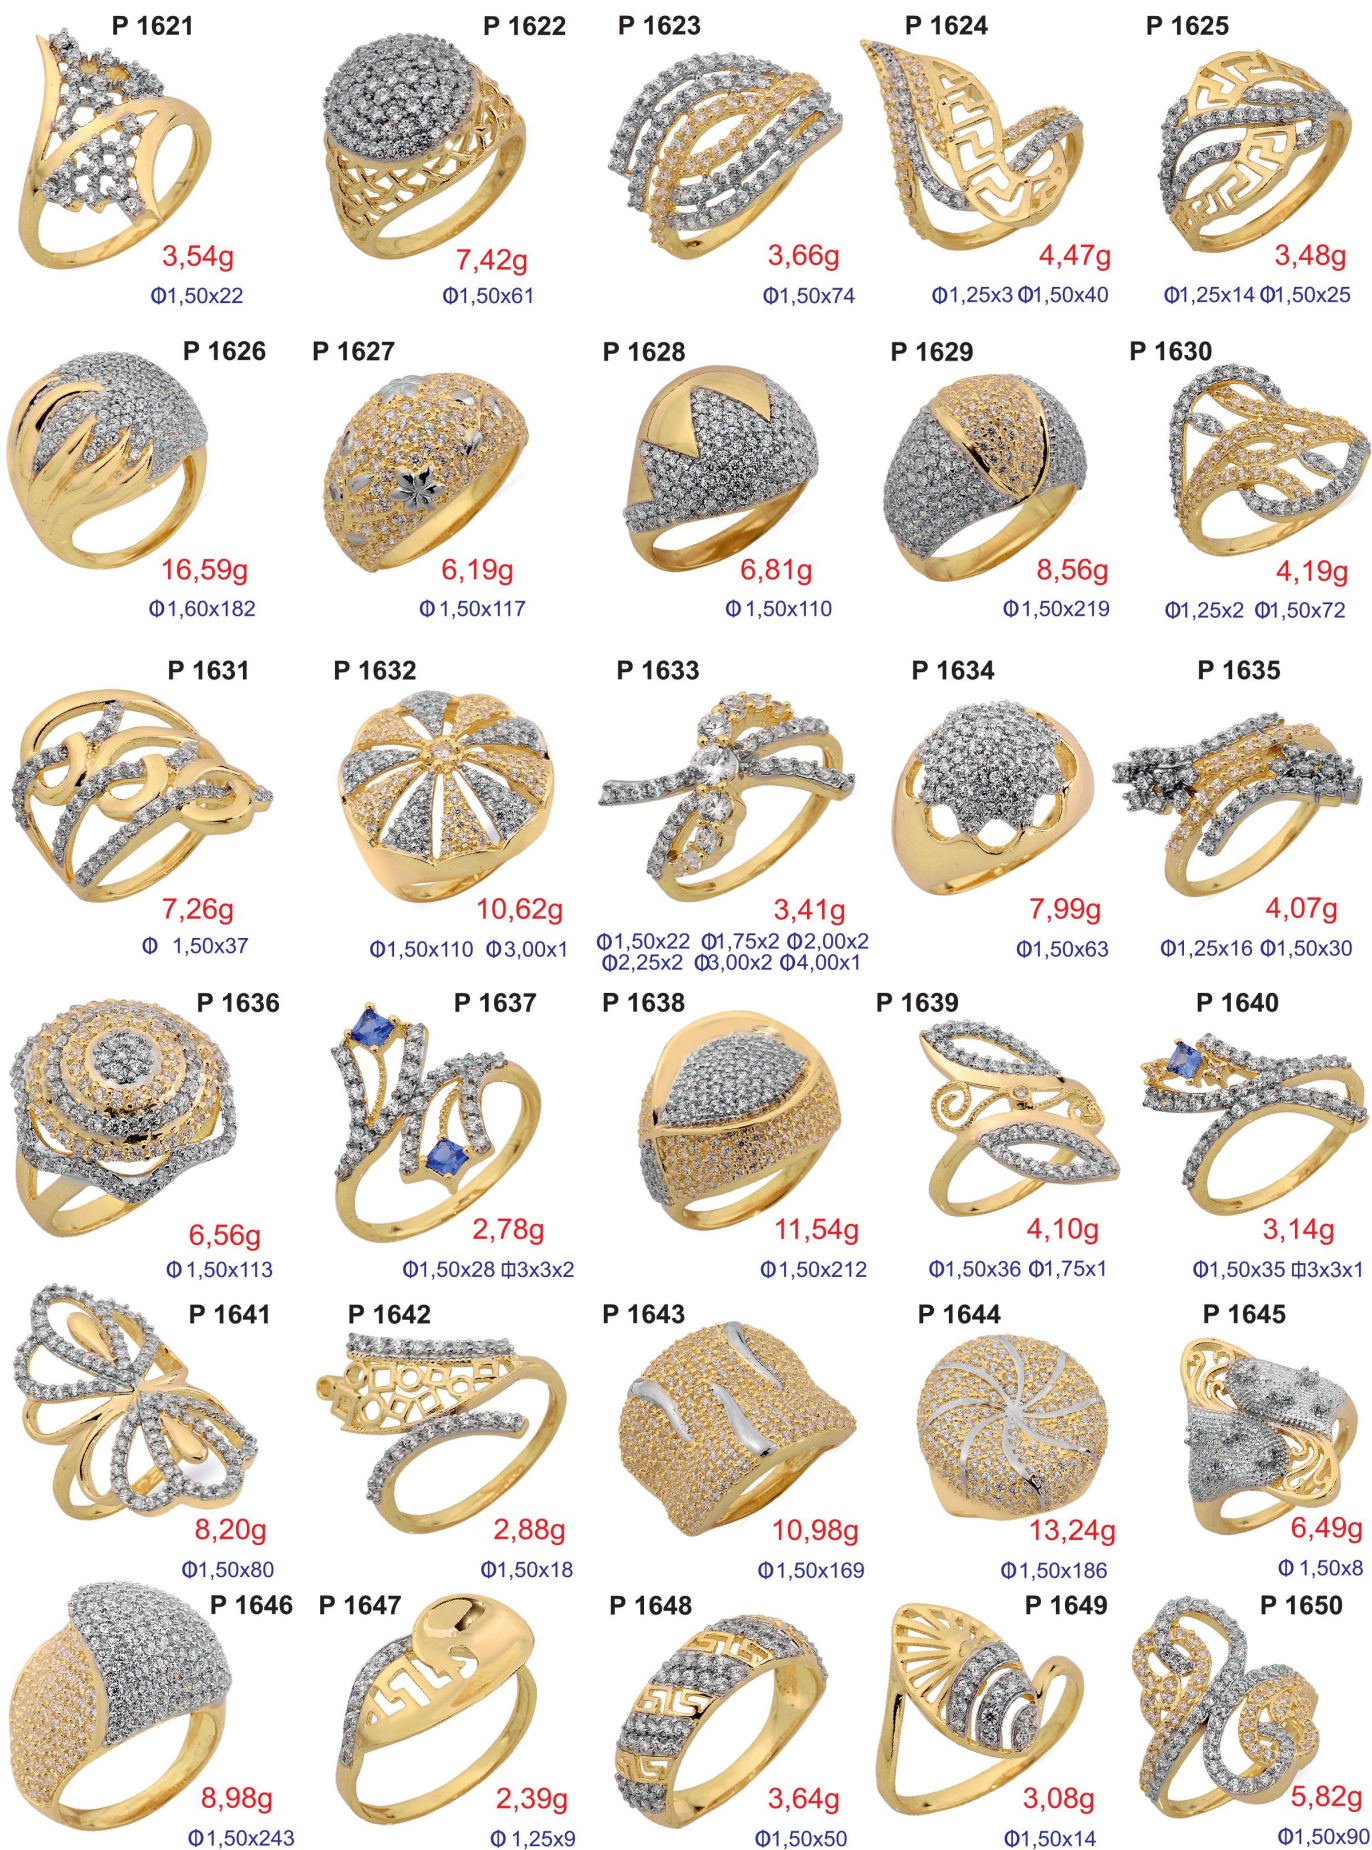 P 1621 P 1622 P 1623 P 1624 P 1625
3,54g 7,42g 3,66g 4,47g 3,48g
Φ1,50x22 Φ1,50x61 Φ1,50x74 Φ1,25x3 Φ1,50x40 Φ1,25x14 Φ1,50x25
P 1626 P 1627 P 1628 P 1629 P 1630
16,59g 6,19g 6,81g 8,56g 4,19g
Φ1,60x182 Φ 1,50x117 Φ 1,50x110 Φ1,50x219 Φ1,25x2 Φ1,50x72
P 1631 P 1632 P 1633 P 1634 P 1635
7,26g 10,62g 3,41g 7,99g 4,07g
Φ 1,50x37 Φ1,50x110 Φ3,00x1 Φ1,50x22 Φ1,75x2 Φ2,00x2 Φ1,50x63 Φ1,25x16 Φ1,50x30
Φ2,25x2 Φ3,00x2 Φ4,00x1
P 1636 P 1637 P 1638 P 1639 P 1640
6,56g 2,78g 11,54g 4,10g 3,14g
Φ1,50x113 Φ1,50x28 ⌑3x3x2 Φ1,50x212 Φ1,50x36 Φ1,75x1 Φ1,50x35 ⌑3x3x1
P 1641 P 1642 P 1643 P 1644 P 1645
8,20g 2,88g 10,98g 13,24g 6,49g
Φ1,50x80 Φ1,50x18 Φ1,50x169 Φ1,50x186 Φ 1,50x8
P 1646 P 1647 P 1648 P 1649 P 1650
8,98g 2,39g 3,64g 3,08g 5,82g
Φ1,50x243 Φ 1,25x9 Φ1,50x50 Φ1,50x14 Φ1,50x90